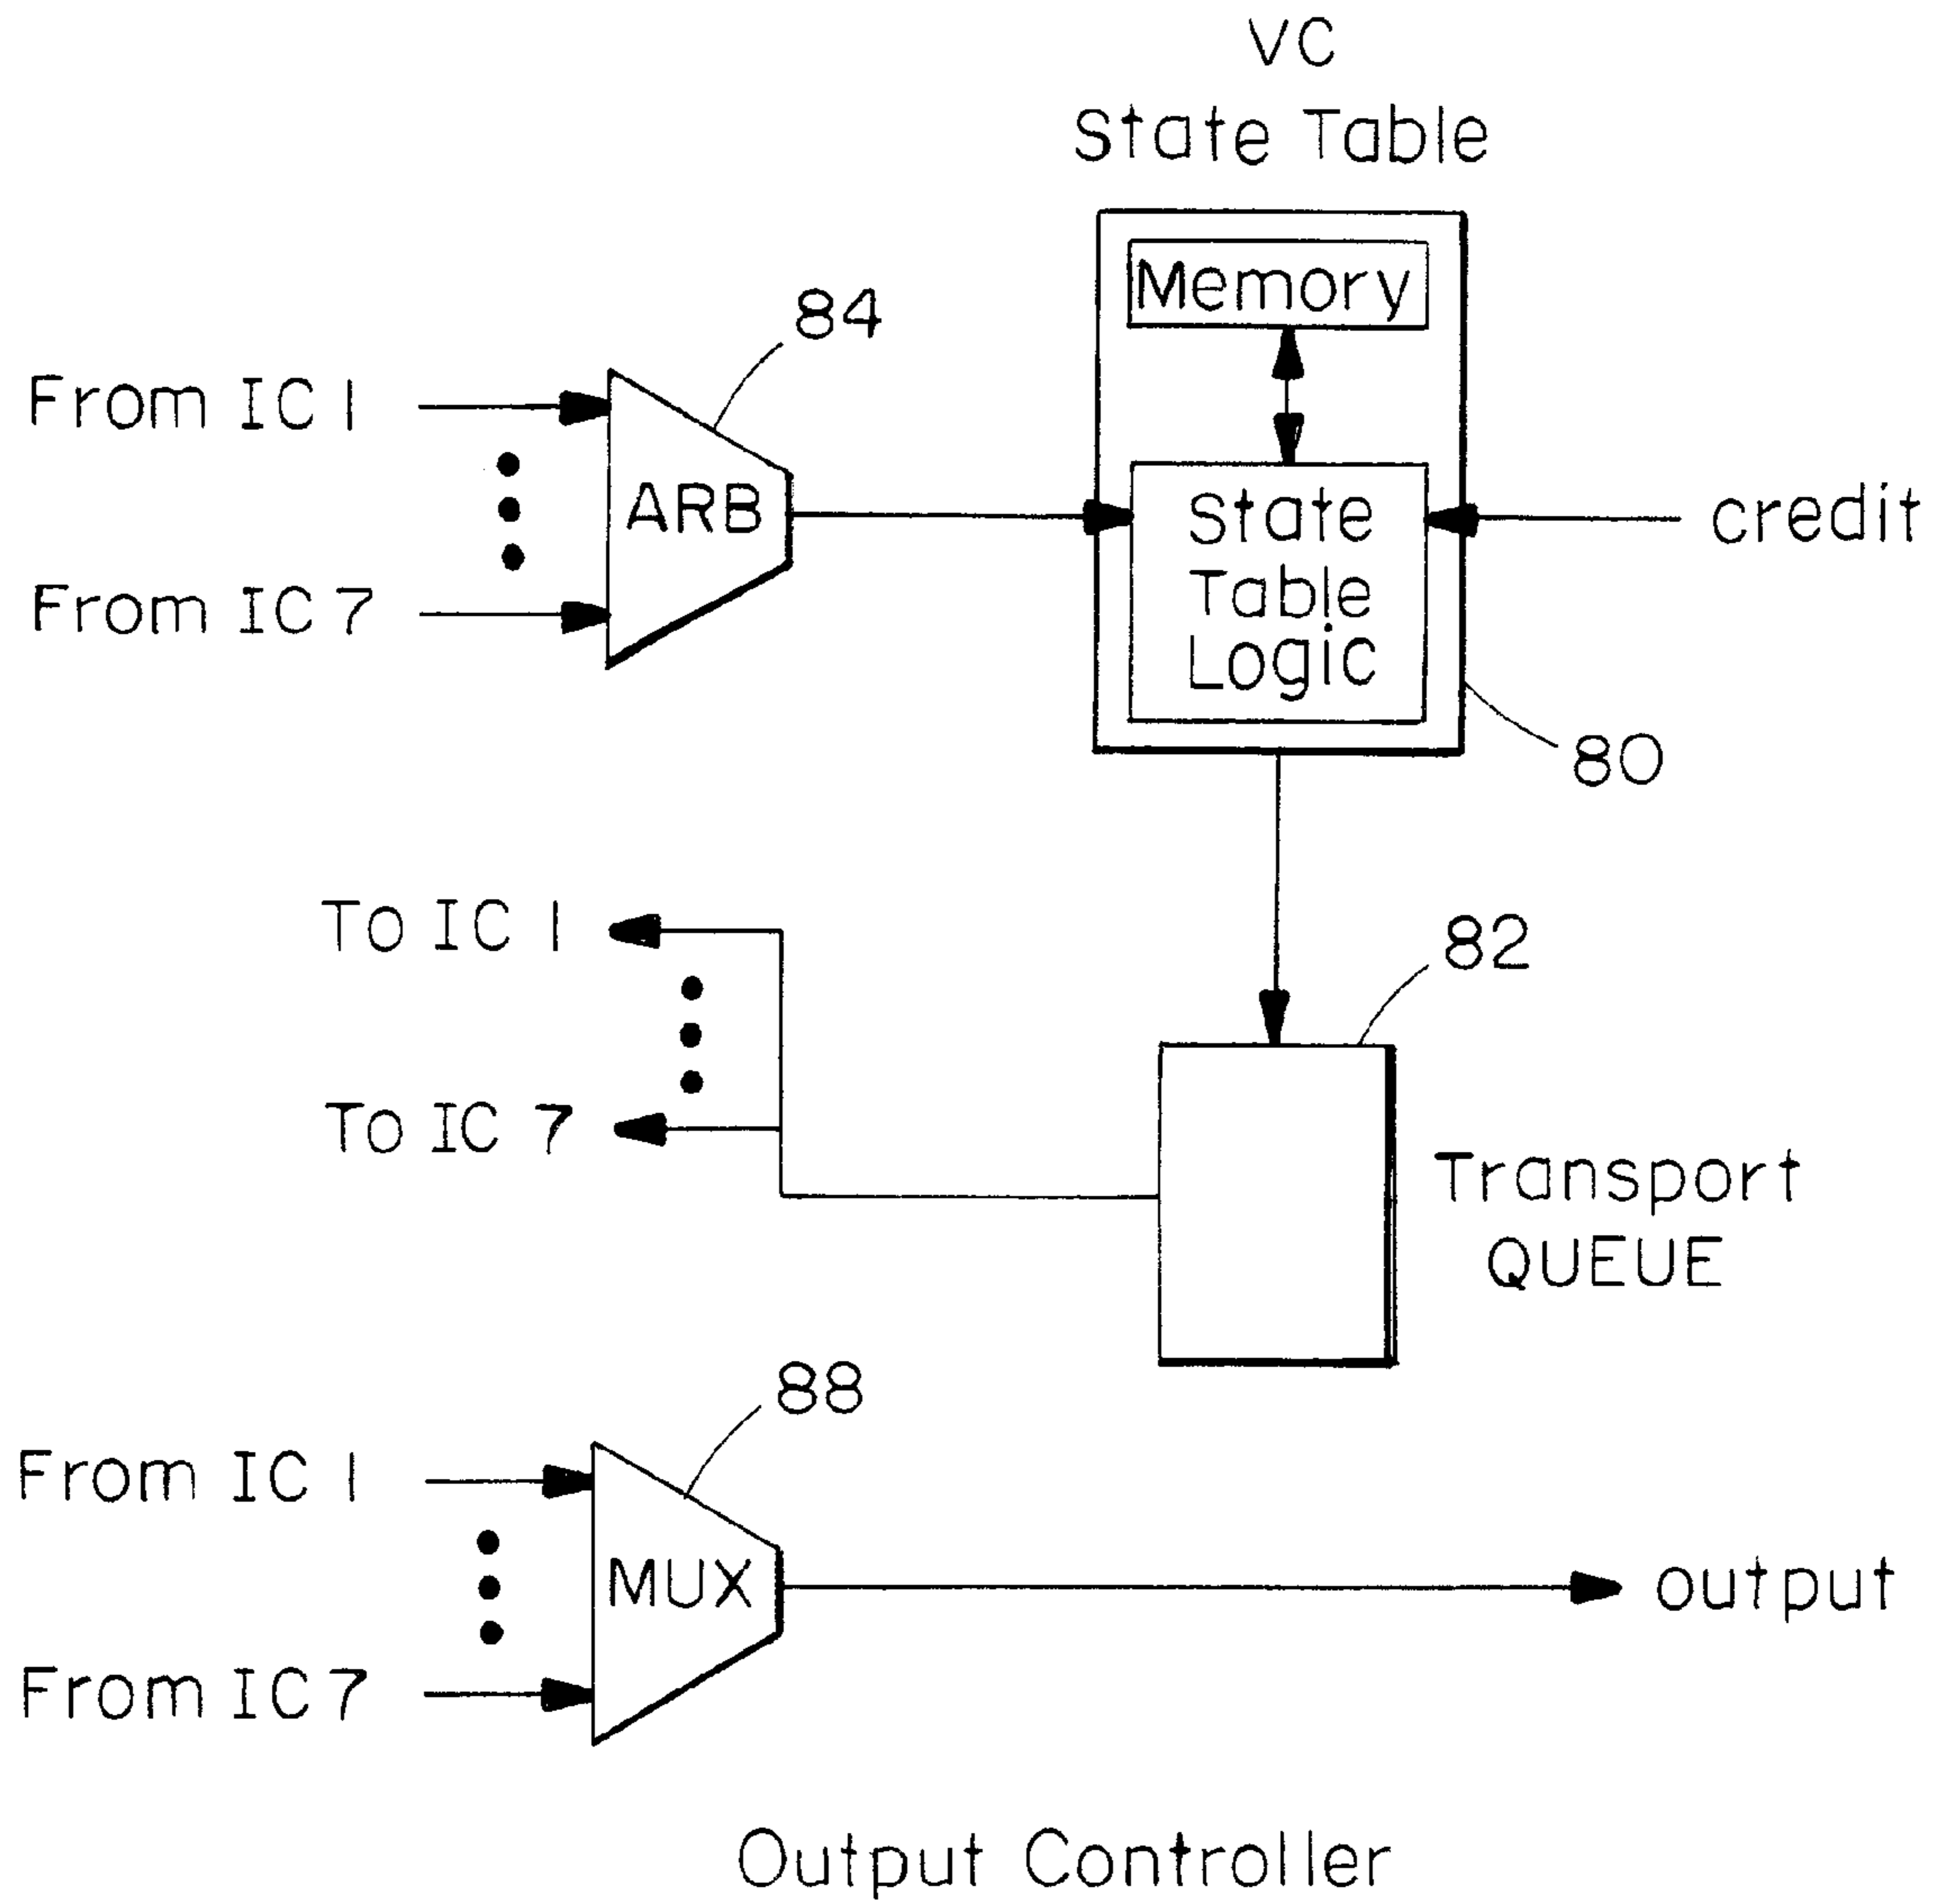 VC
State Table
Memory
84
From IC 1
ARB
State
Table
Logic
credit
From IC 7
80
To IC 1
82
To IC 7
Transport
QUEUE
88
From IC 1
MUX
output
From IC 7
Output Controller